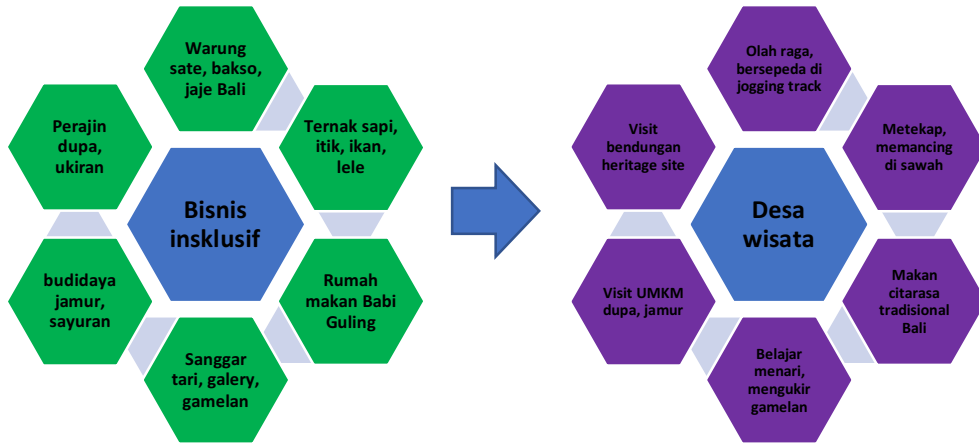 Warung
sate, bakso,
jaje Bali
Perajin
dupa,
ukiran
Ternak sapi,
itik, ikan,
lele
Bisnis
insklusif
budidaya
jamur,
sayuran
Rumah
makan Babi
Guling
Sanggar
tari, galery,
gamelan
Olah raga,
bersepeda di
jogging track
Visit
bendungan
heritage site
Metekap,
memancing
di sawah
Desa
wisata
Visit UMKM
dupa, jamur
Makan
citarasa
tradisional
Bali
Belajar
menari,
mengukir
gamelan